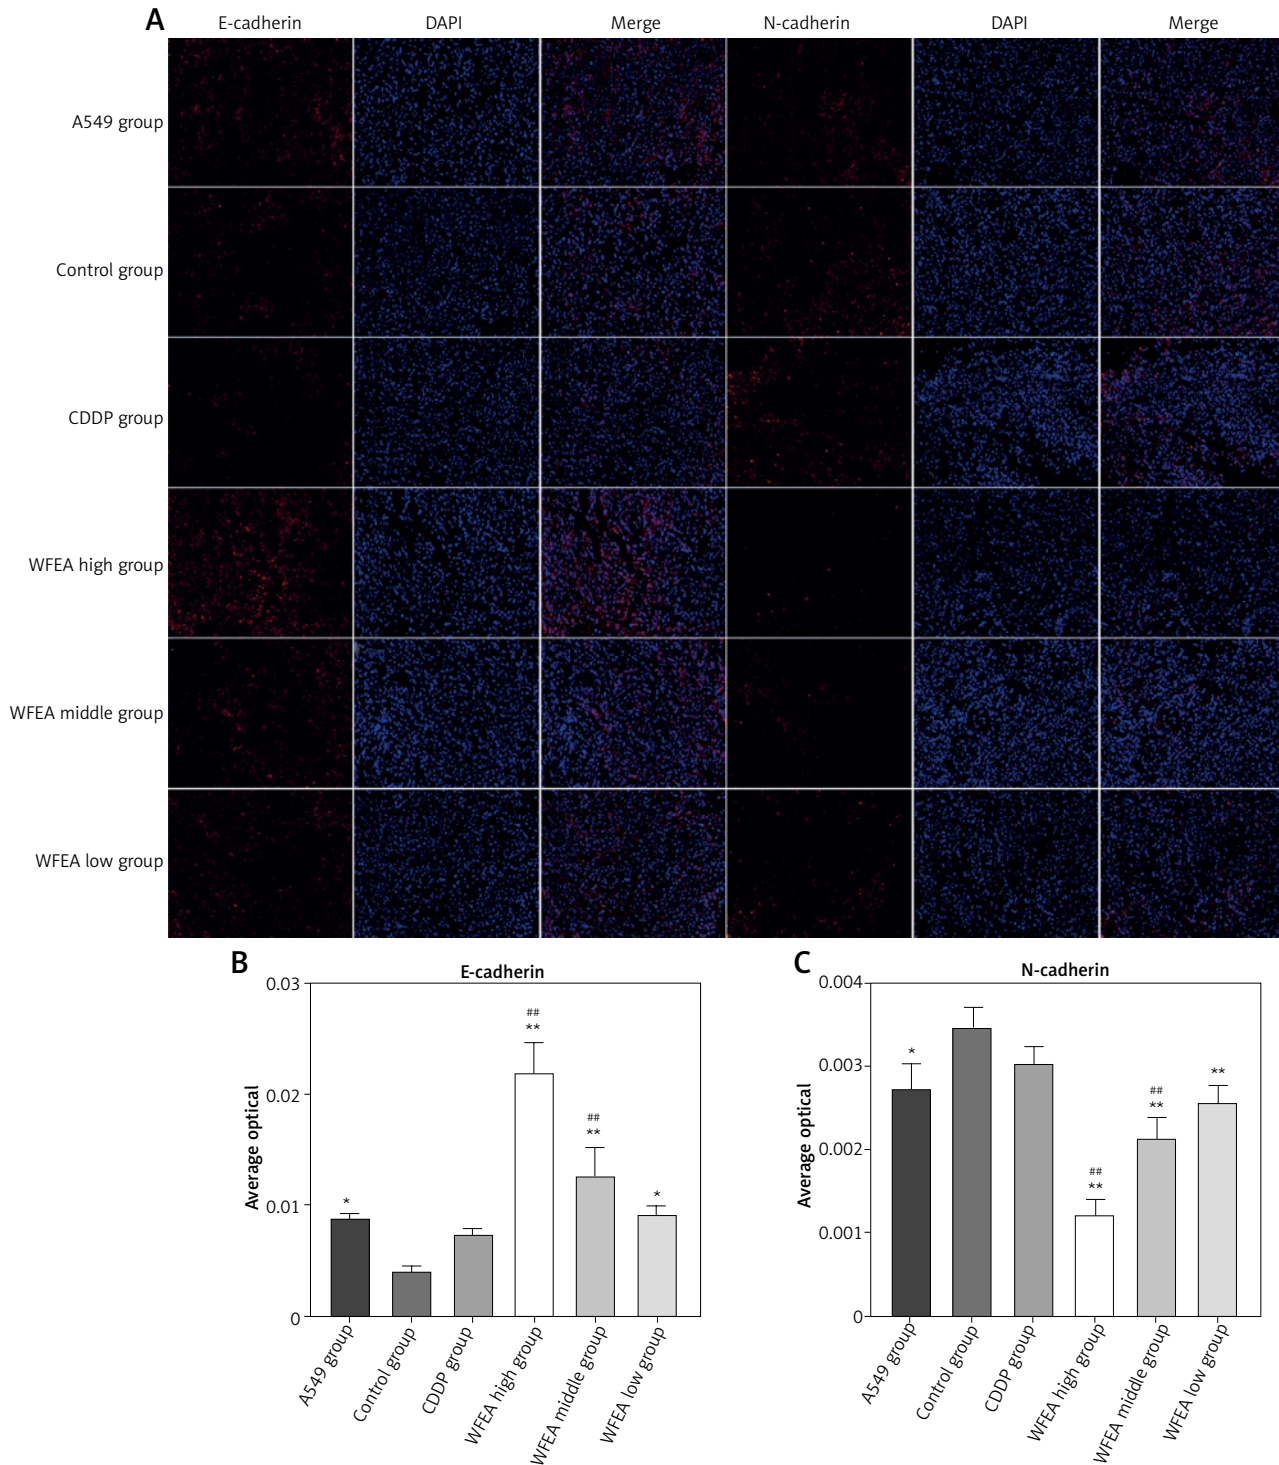 A
E-cadherin DAPI Merge N-cadherin DAPI Merge
A549 group
Control group
CDDP group
WFEA high group
WFEA middle group
WFEA low group
B
E-cadherin
Average optical
0.03
0.02
0.01
0
*
##
**
##
**
*
A549 group
Control group
CDDP group
WFEA high group
WFEA middle group
WFEA low group
C
N-cadherin
Average optical
0.004
0.003
0.002
0.001
0
*
##
**
##
**
**
A549 group
Control group
CDDP group
WFEA high group
WFEA middle group
WFEA low group